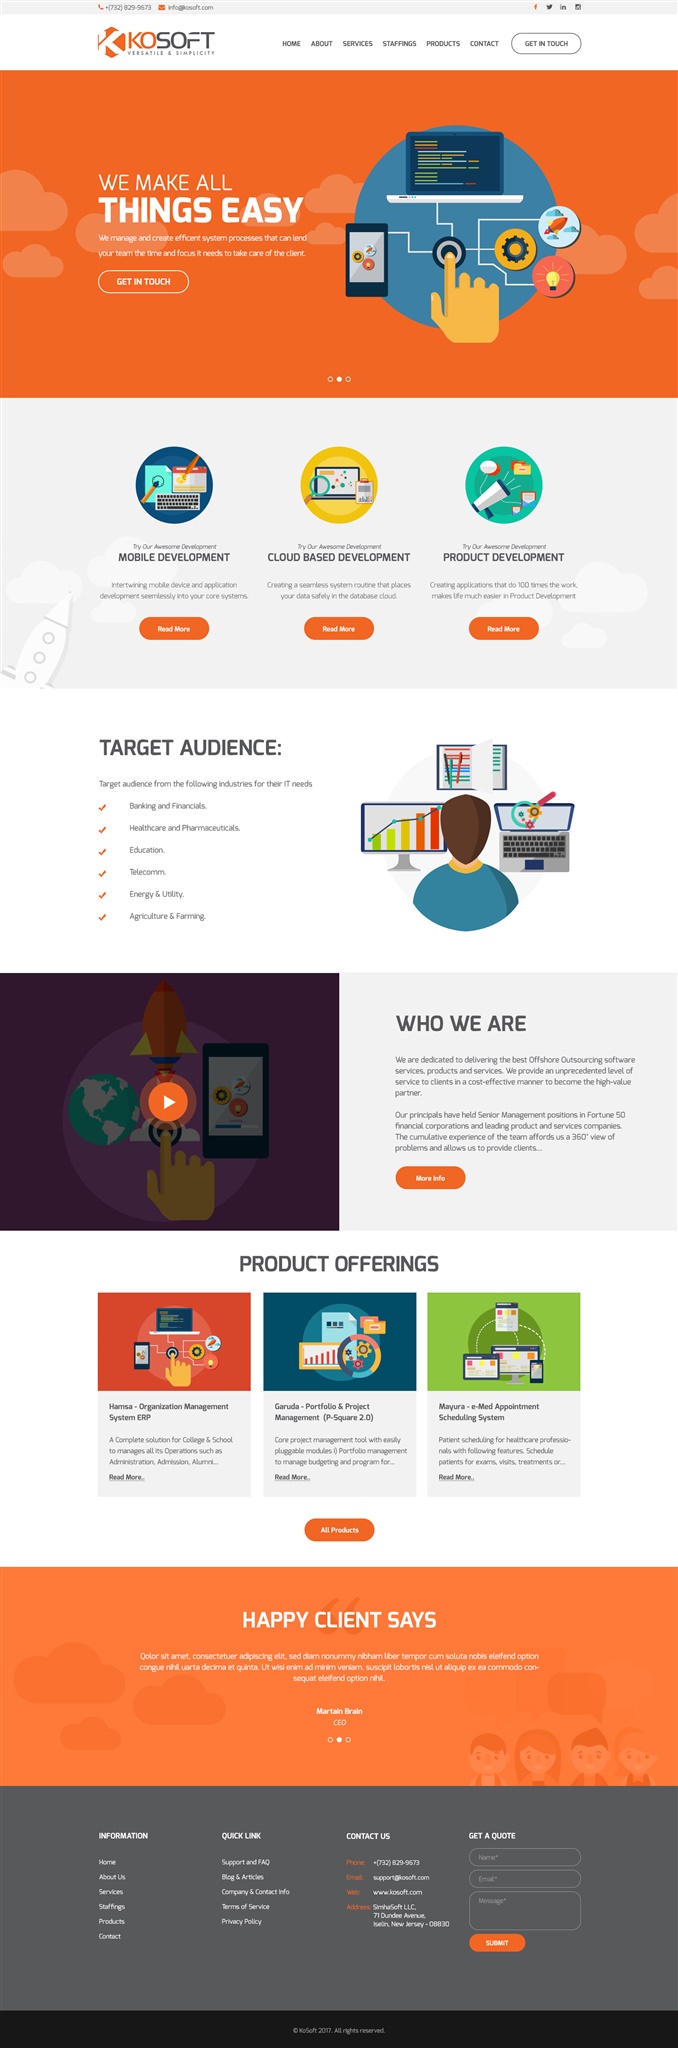 +(732) 829-9673 info@kosoft.com
KOSOFT
VERSATILE & SIMPLICITY
HOME ABOUT SERVICES STAFFINGS PRODUCTS CONTACT GET IN TOUCH
WE MAKE ALL
THINGS EASY
We manage and create efficent system processes that can lend
your team the time and focus it needs to take care of the client.
GET IN TOUCH
Try Our Awesome Development
MOBILE DEVELOPMENT
Intertwining mobile device and application
development seemlessly into your core systems.
Read More
Try Our Awesome Development
CLOUD BASED DEVELOPMENT
Creating a seamless system routine that places
your data safely in the database cloud.
Read More
Try Our Awesome Development
PRODUCT DEVELOPMENT
Creating applications that do 100 times the work,
makes life much easier in Product Development
Read More
TARGET AUDIENCE:
Target audience from the following industries for their IT needs
Banking and Financials.
Healthcare and Pharmaceuticals.
Education.
Telecomm.
Energy & Utility.
Agriculture & Farming.
WHO WE ARE
We are dedicated to delivering the best Offshore Outsourcing software
services, products and services. We provide an unprecedented level of
service to clients in a cost-effective manner to become the high-value
partner.
Our principals have held Senior Management positions in Fortune 50
financial corporations and leading product and services companies.
The cumulative experience of the team affords us a 360° view of
problems and allows us to provide clients....
More Info
PRODUCT OFFERINGS
Hamsa - Organization Management
System ERP
A Complete solution for College & School
to manages all its Operations such as
Administration, Admission, Alumni....
Read More..
Garuda - Portfolio & Project
Management (P-Square 2.0)
Core project management tool with easily
pluggable modules i) Portfolio management
to manage budgeting and program for....
Read More..
Mayura - e-Med Appointment
Scheduling System
Patient scheduling for healthcare professio-
nals with following features. Schedule
patients for exams, visits, treatments or....
Read More..
All Products
HAPPY CLIENT SAYS
Qolor sit amet, consectetuer adipiscing elit, sed diam nonummy nibham liber tempor cum soluta nobis eleifend option
congue nihil uarta decima et quinta. Ut wisi enim ad minim veniam, suscipit lobortis nisl ut aliquip ex ea commodo con-
sequat eleifend option nihil.
Martain Brain
CEO
INFORMATION
Home
About Us
Services
Staffings
Products
Contact
QUICK LINK
Support and FAQ
Blog & Articles
Company & Contact Info
Terms of Service
Privacy Policy
CONTACT US
Phone: +(732) 829-9673
Email: support@kosoft.com
Web: www.kosoft.com
Address: SimhaSoft LLC,
71 Dundee Avenue,
Iselin, New Jersey - 08830
GET A QUOTE
Name*
Email*
Message*
SUBMIT
© KoSoft 2017. All rights reserved.